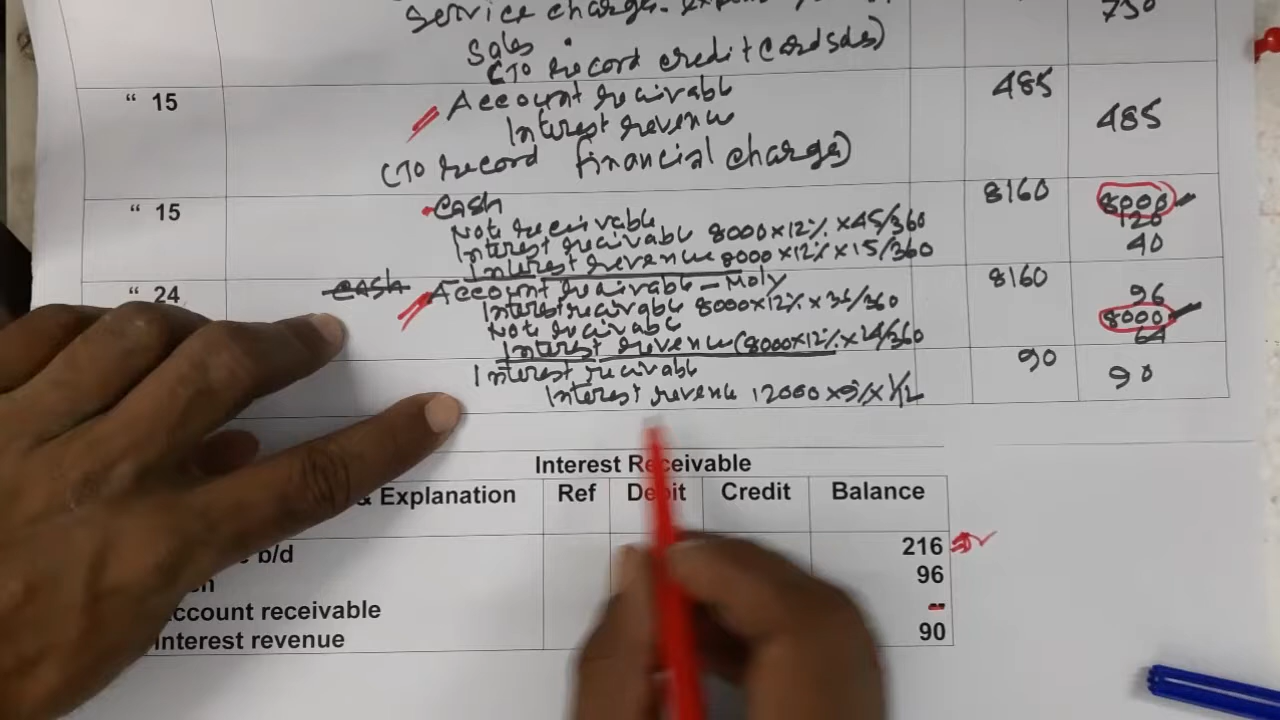 Service charge expen
750
Sales
(To record credit card sales)
“ 15 Account receivable 485
Interest revenue 485
(To record financial charge)
“ 15 Cash 8160
Note receivable 8000
Interest receivable 8000×12%×45/360 120
Interest revenue 8000×12%×15/360 40
“ 24 cash Account receivable - Moly 8160
Interest receivable 8000×12%×36/360 96
Note receivable 8000
Interest revenue (8000×12%×24/360 64
Interest receivable 90
Interest revenue 12000×9%×1/12 90
Interest Receivable
& Explanation Ref Debit Credit Balance
b/d 216
96
Account receivable -
Interest revenue 90